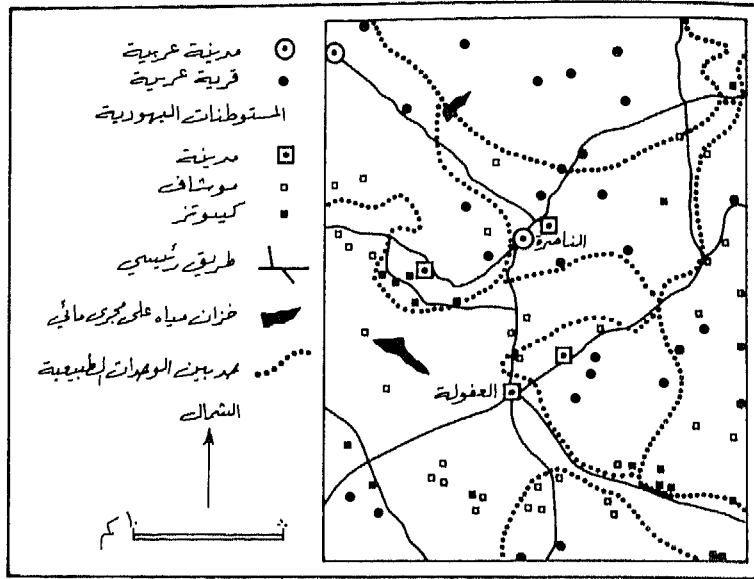 مدينة عربية
قرية عربية
المستوطنات اليهودية
مدينة
موشاف
كيبوتز
طريق رئيسي
خزان مياه على مجرى مائي
حد بين الوحدات الطبيعية
الشمال
١٠ كم
الناصرة
العفولة